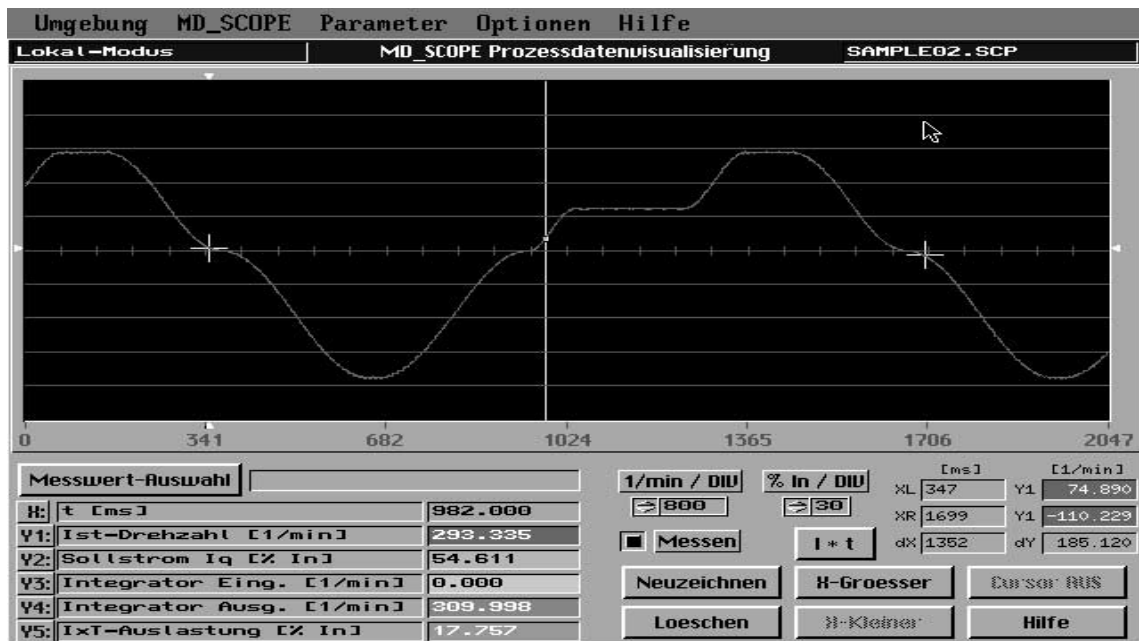 Umgebung MD_SCOPE Parameter Optionen Hilfe
Lokal-Modus MD_SCOPE Prozessdatenvisualisierung SAMPLE02.SCP
0 341 682 1024 1365 1706 2047
Messwert-Auswahl
X: t [ms] 982.000
Y1: Ist-Drehzahl [1/min] 293.335
Y2: Sollstrom Iq [% In] 54.611
Y3: Integrator Eing. [1/min] 0.000
Y4: Integrator Ausg. [1/min] 309.998
Y5: IxT-Auslastung [% In] 17.757
1/min / DIV % In / DIV
800 30
Messen I*t
[ms] [1/min]
XL 347 Y1 74.890
XR 1699 Y1 -110.229
dX 1352 dY 185.120
Neuzeichnen X-Groesser Cursor AUS
Loeschen X-Kleiner Hilfe